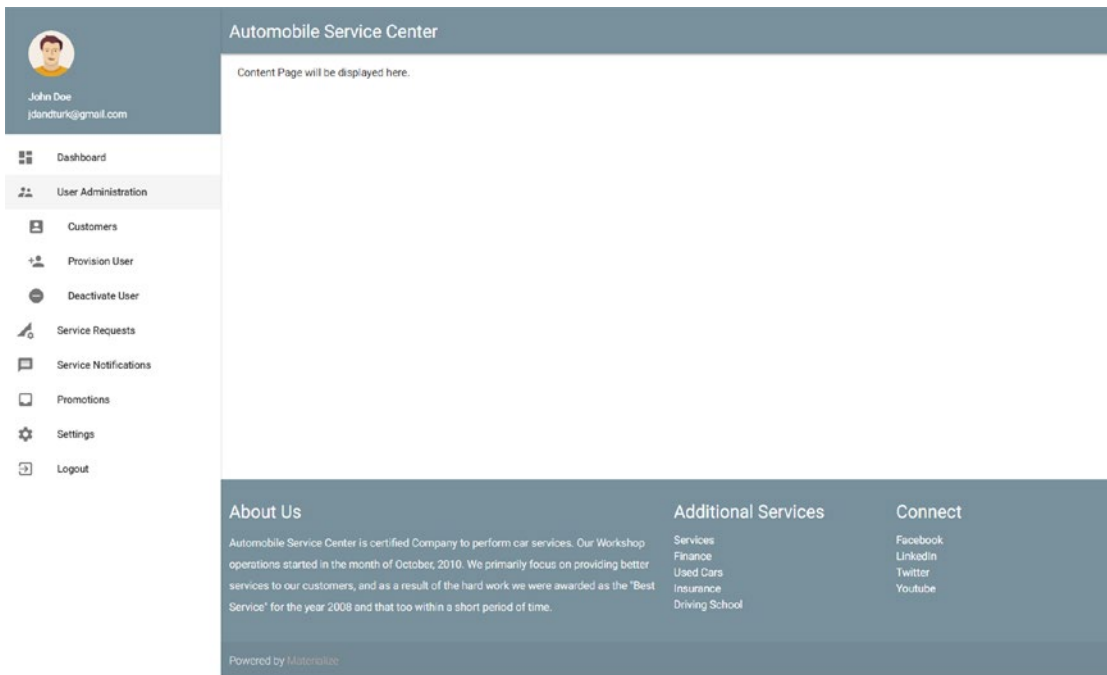 Automobile Service Center
Content Page will be displayed here.
John Doe
jdandturk@gmail.com
Dashboard
User Administration
Customers
Provision User
Deactivate User
Service Requests
Service Notifications
Promotions
Settings
Logout
About Us
Automobile Service Center is certified Company to perform car services. Our Workshop
operations started in the month of October, 2010. We primarily focus on providing better
services to our customers, and as a result of the hard work we were awarded as the "Best
Service" for the year 2008 and that too within a short period of time.
Additional Services
Services
Finance
Used Cars
Insurance
Driving School
Connect
Facebook
LinkedIn
Twitter
Youtube
Powered by Materialize